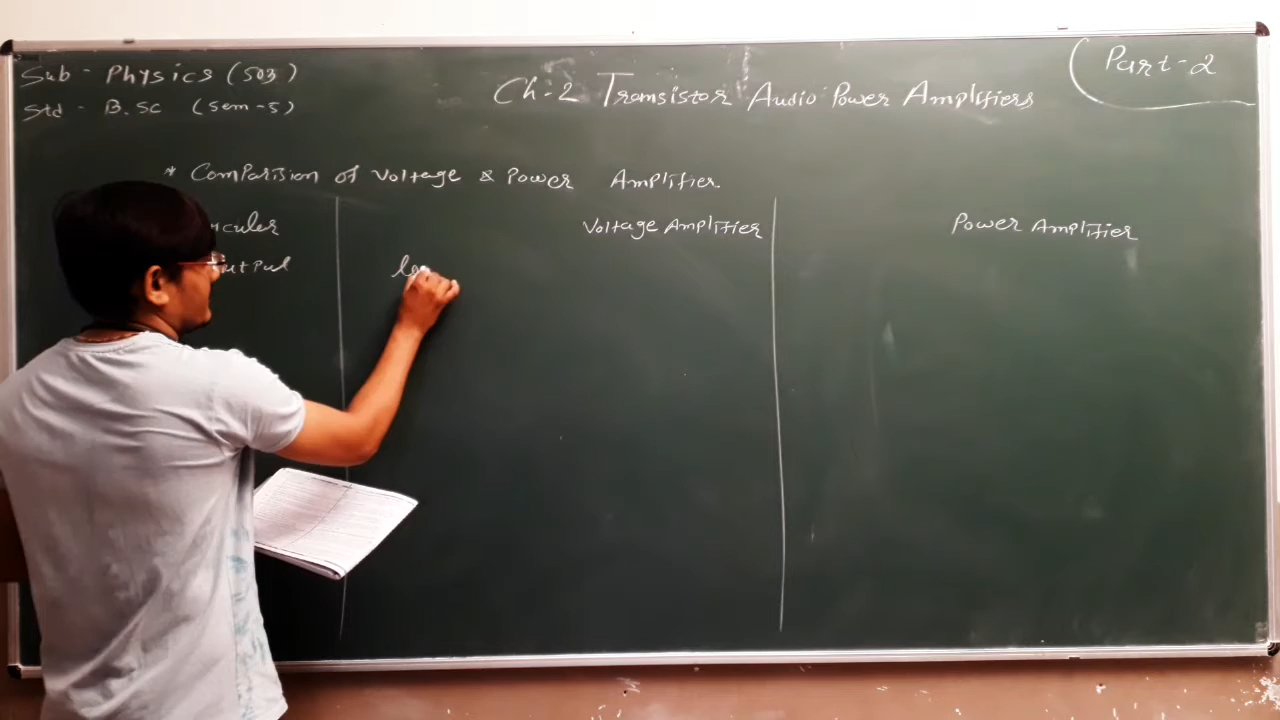 Sub - Physics (503)
Std - B.Sc (Sem-5)
Ch-2 Transistor Audio Power Amplifiers
Part-2
* Comparision of Voltage & Power Amplifier.
Voltage Amplifier
Power Amplifier